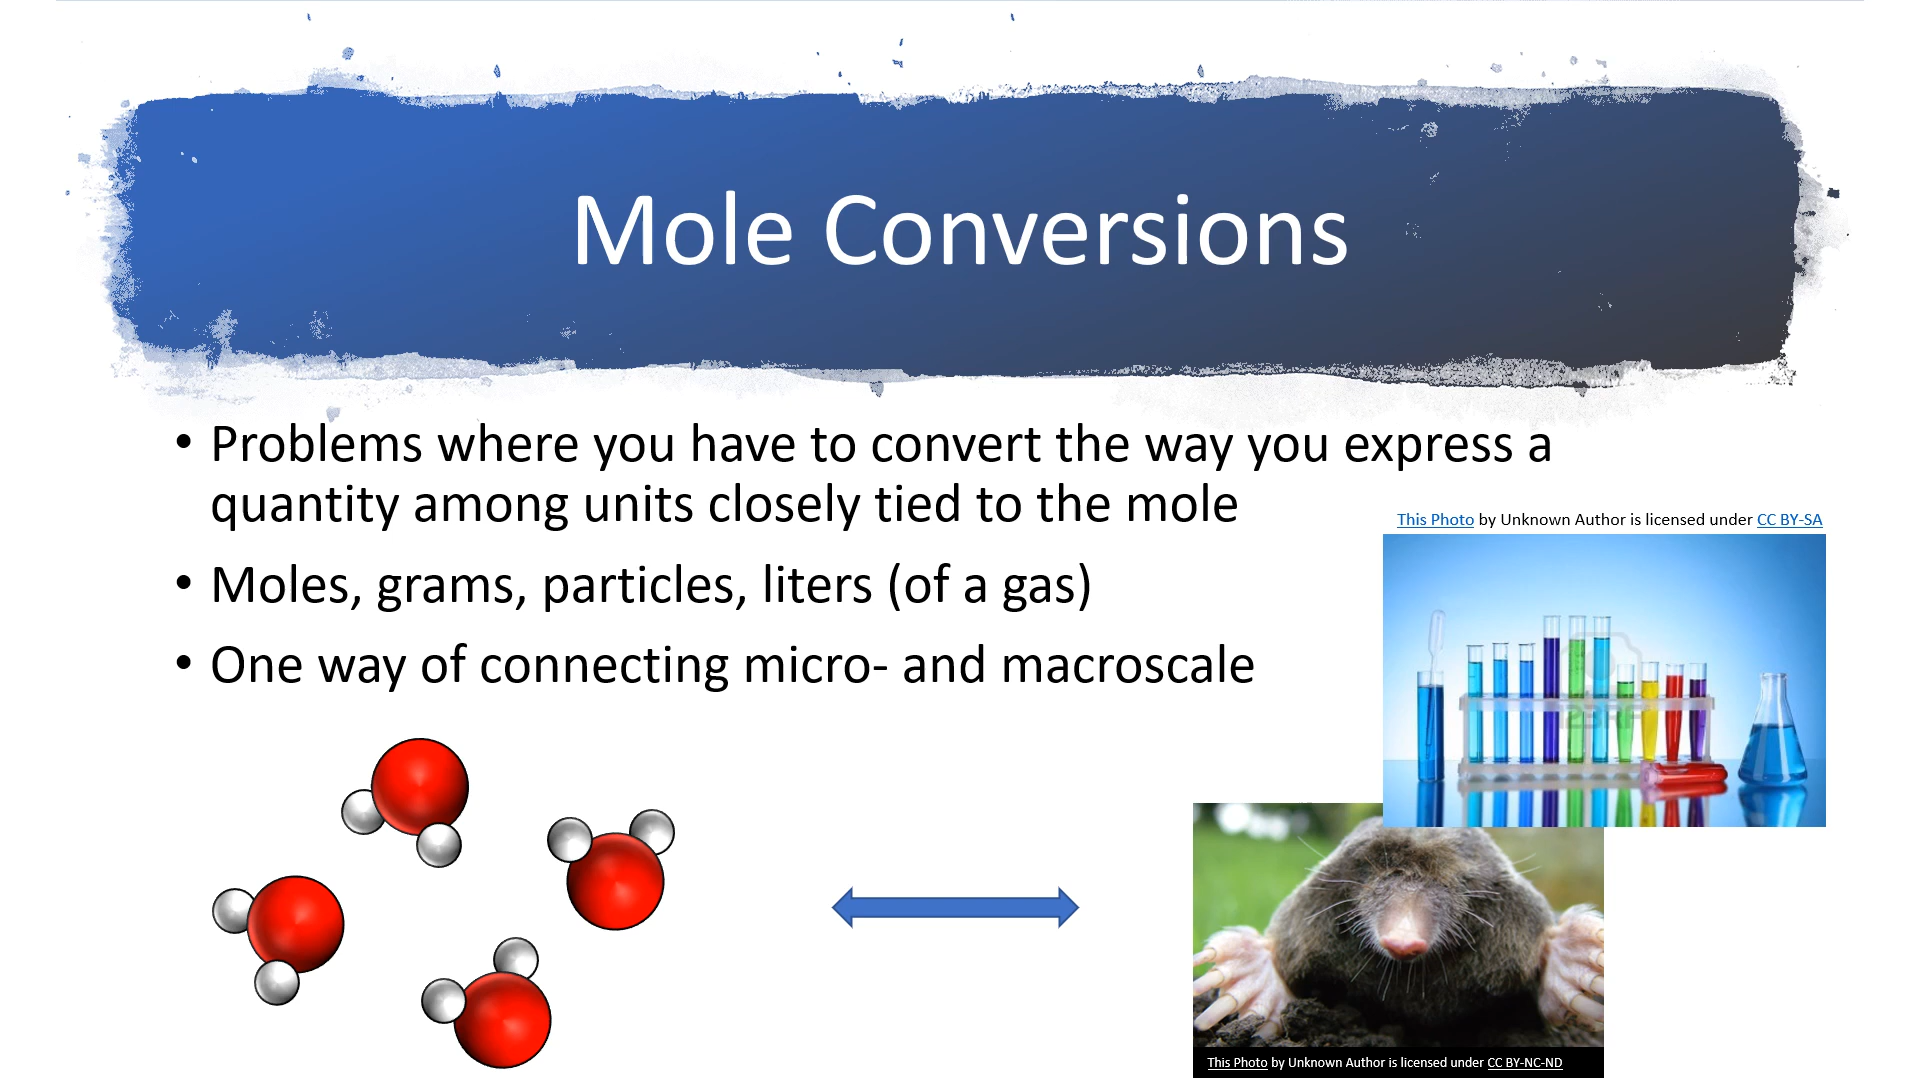 Mole Conversions
• Problems where you have to convert the way you express a
quantity among units closely tied to the mole
• Moles, grams, particles, liters (of a gas)
• One way of connecting micro- and macroscale
This Photo by Unknown Author is licensed under CC BY-SA
123RF
This Photo by Unknown Author is licensed under CC BY-NC-ND